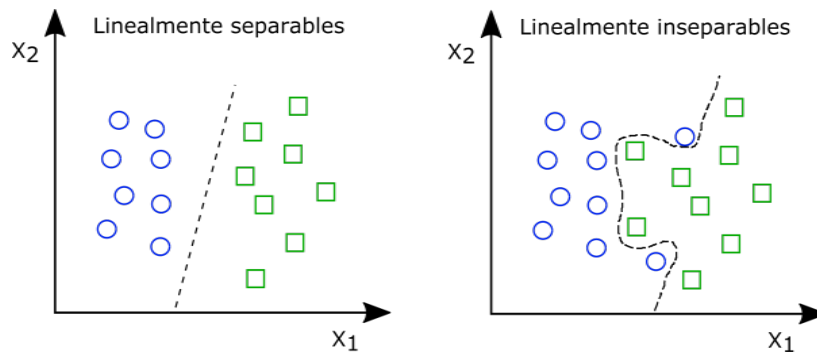 Linealmente separables
X2
X1
Linealmente inseparables
X2
X1